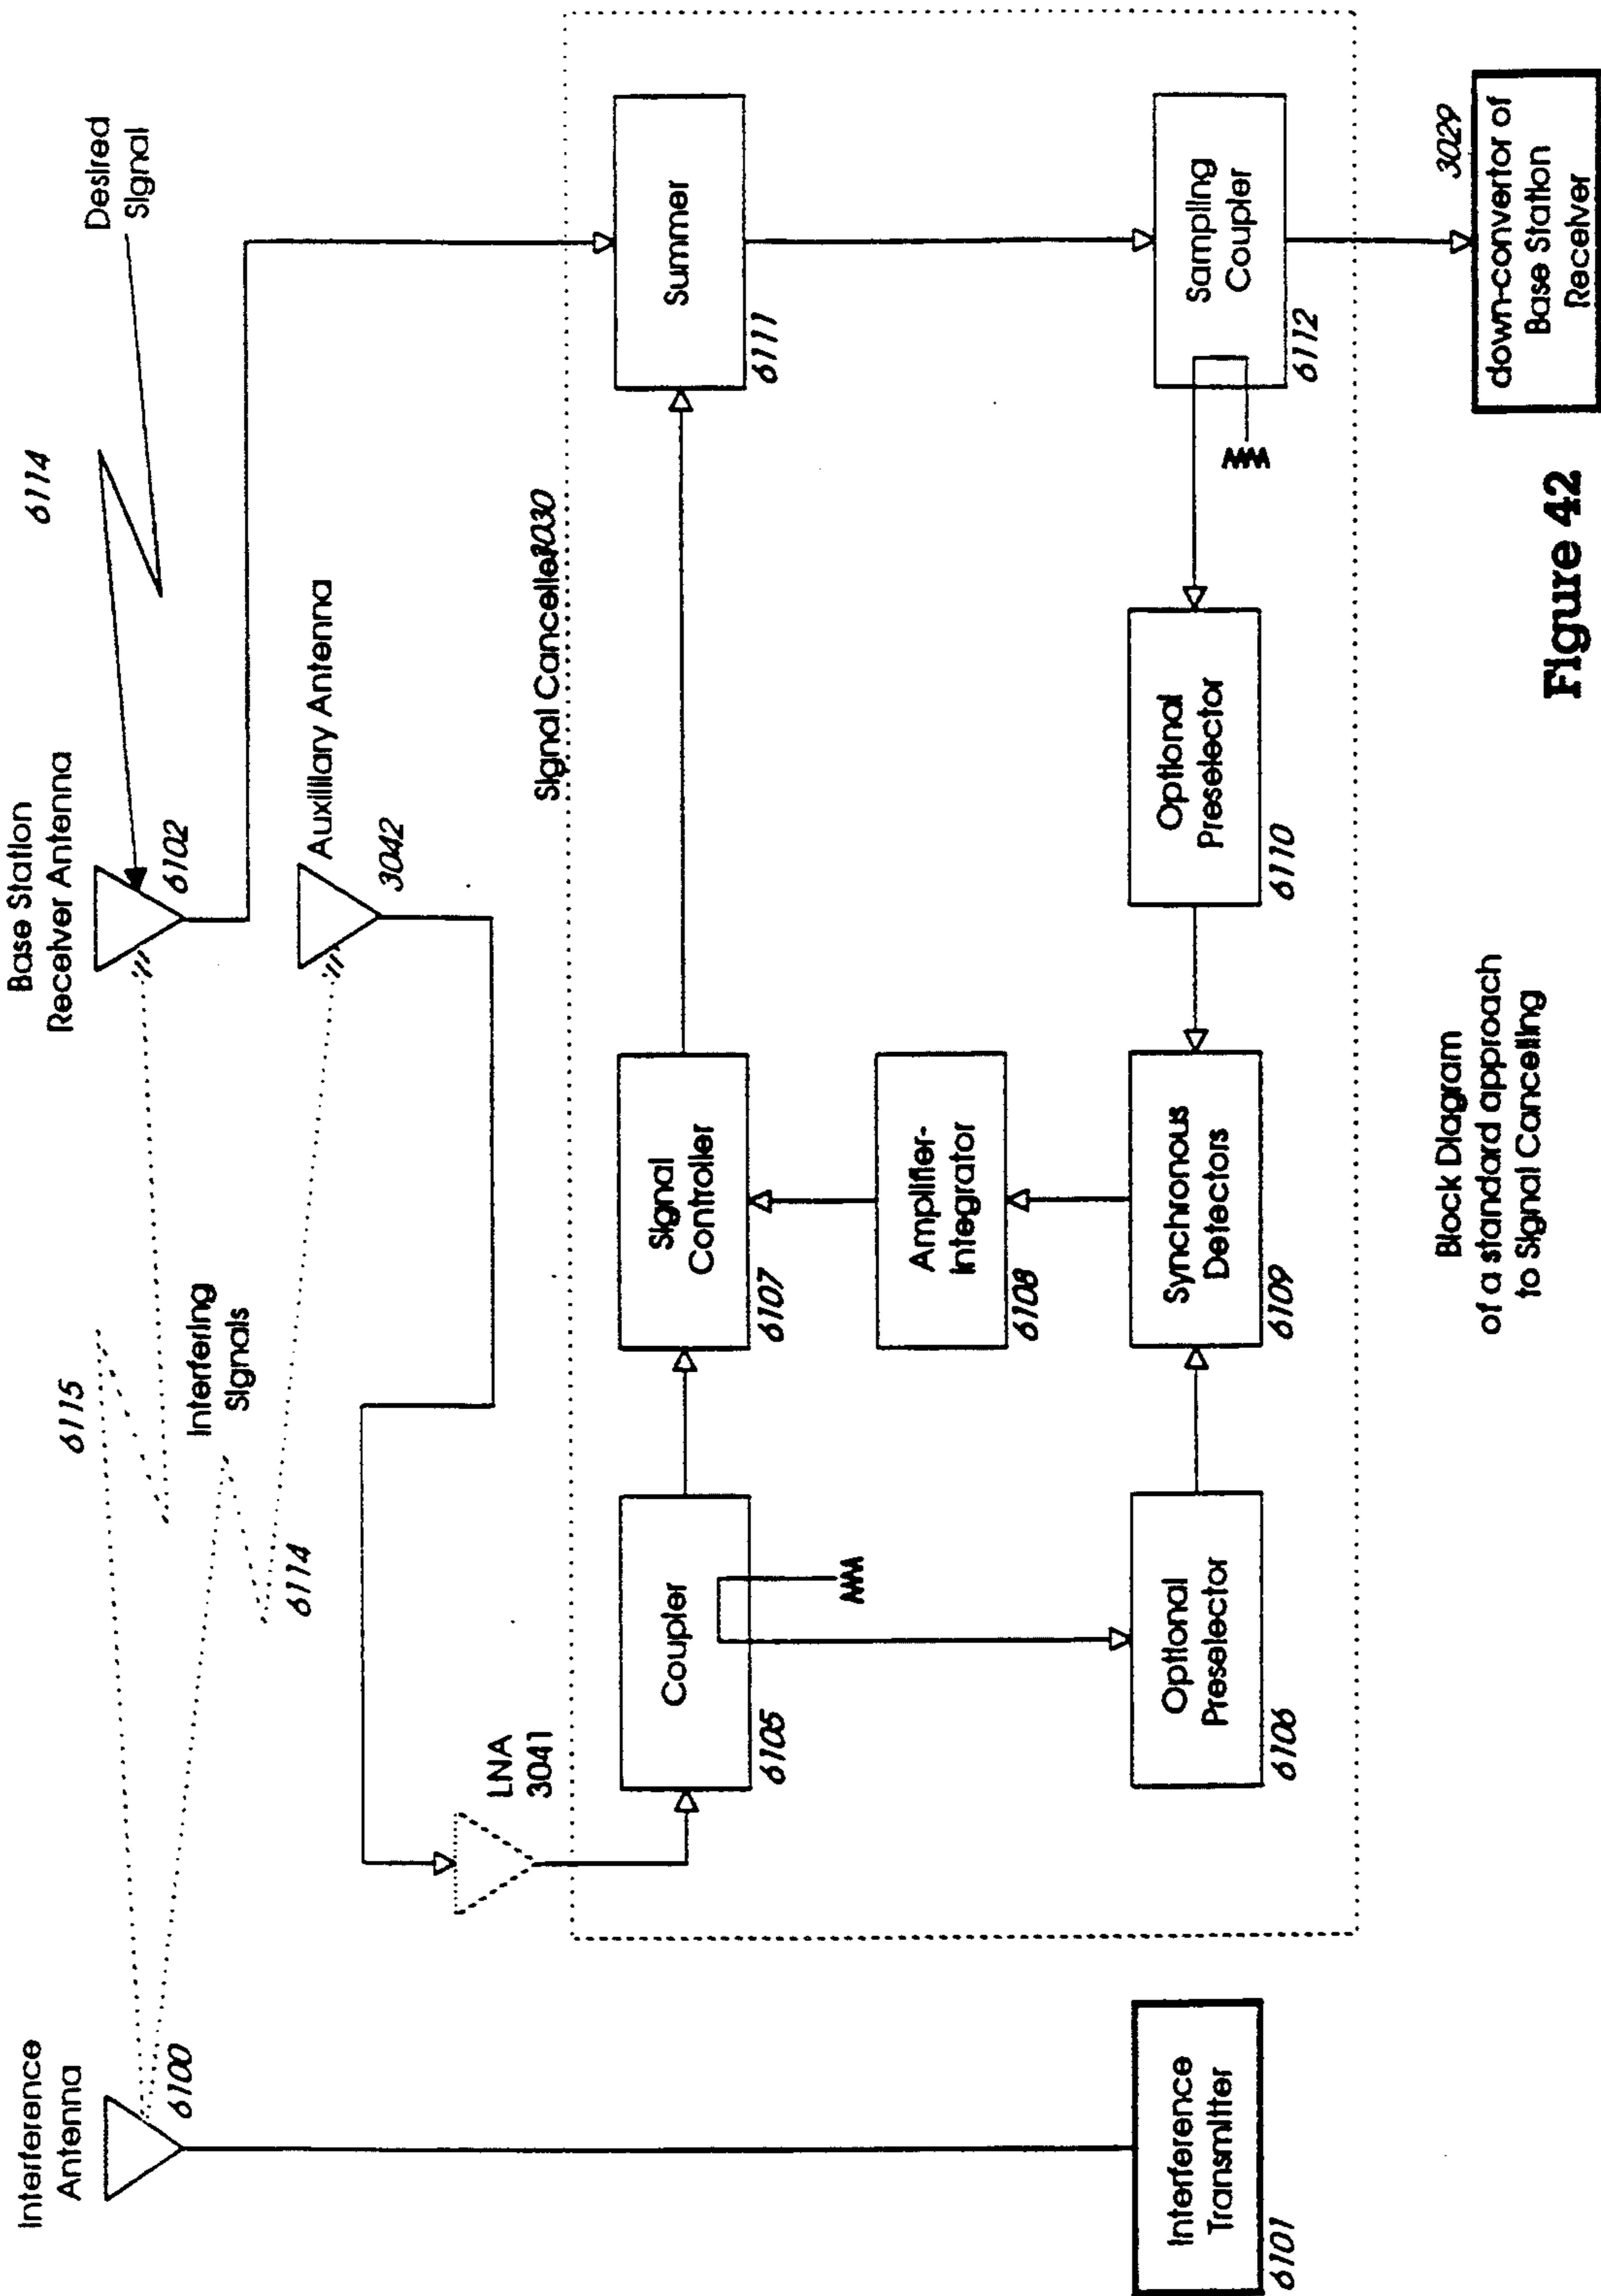 Interference
Antenna
6100
6115
Interfering
Signals
6114
Base Station
Receiver Antenna
6102
6114
Desired
Signal
Auxilliary Antenna
3042
LNA
3041
Signal Canceller
3030
Coupler
6105
Signal
Controller
6107
Summer
6111
Amplifier-
Integrator
6108
Interference
Transmitter
6101
Optional
Preselector
6106
Synchronous
Detectors
6109
Optional
Preselector
6110
Sampling
Coupler
6112
3029
down-convertor of
Base Station
Receiver
Block Diagram
of a standard approach
to Signal Cancelling
Figure 42